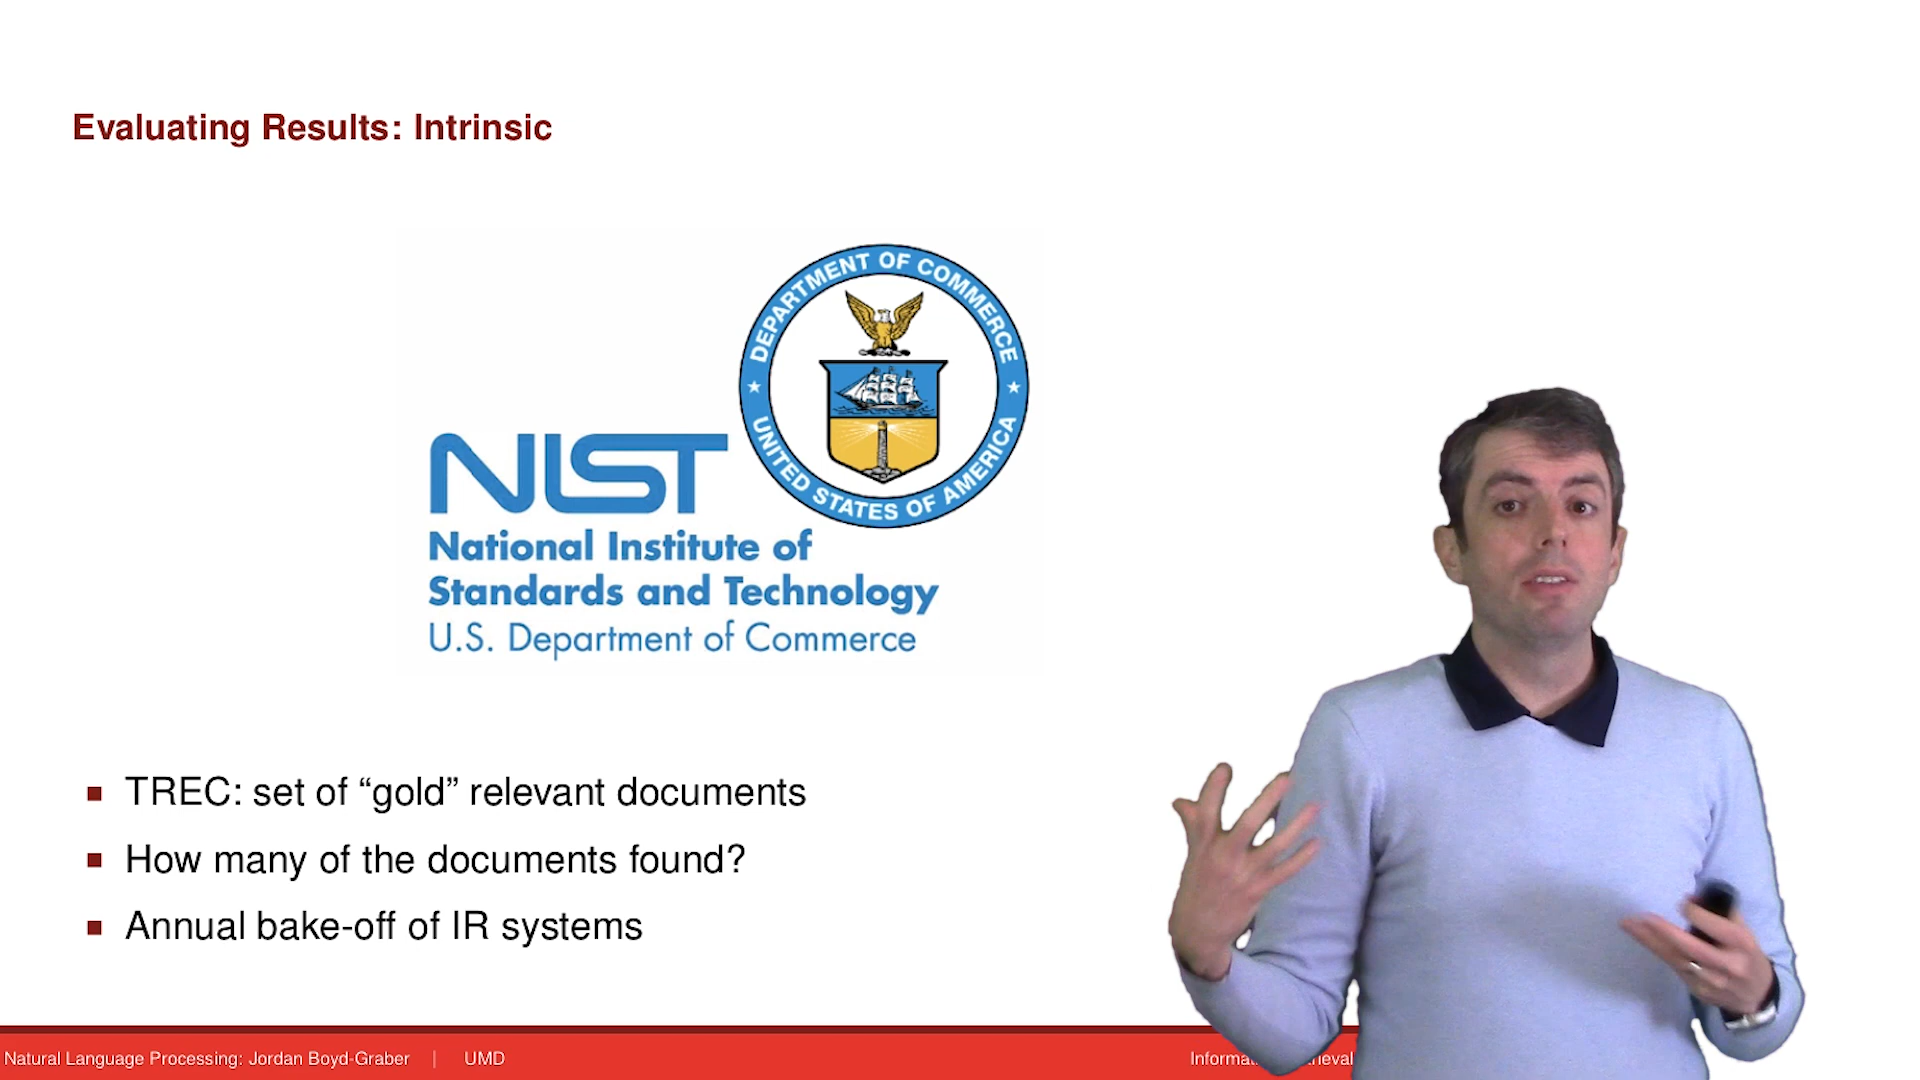 Evaluating Results: Intrinsic
DEPARTMENT OF COMMERCE
UNITED STATES OF AMERICA
NIST
National Institute of
Standards and Technology
U.S. Department of Commerce
TREC: set of “gold” relevant documents
How many of the documents found?
Annual bake-off of IR systems
Natural Language Processing: Jordan Boyd-Graber | UMD